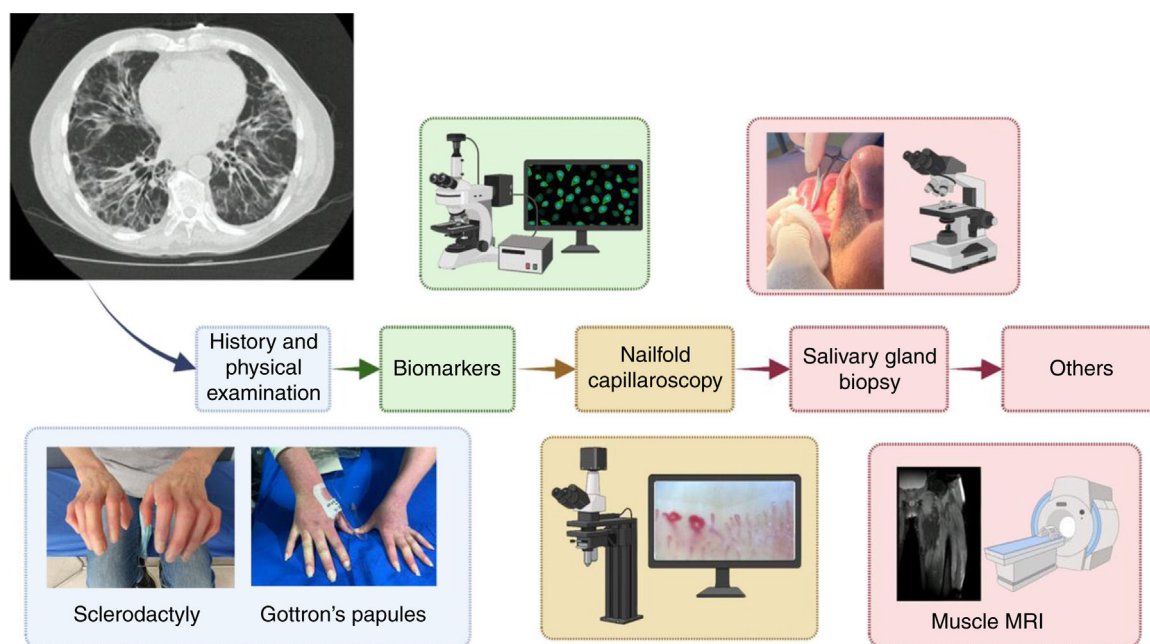 History and
physical
examination
Biomarkers
Nailfold
capillaroscopy
Salivary gland
biopsy
Others
Sclerodactyly
Gottron's papules
Muscle MRI